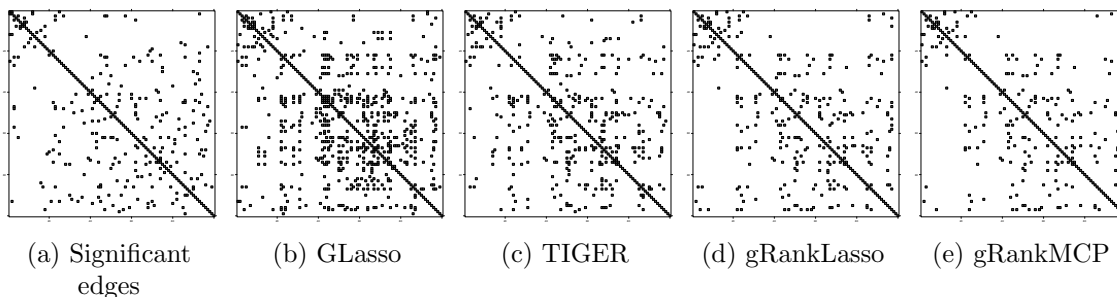 (a) Significant
edges
(b) GLasso
(c) TIGER
(d) gRankLasso
(e) gRankMCP